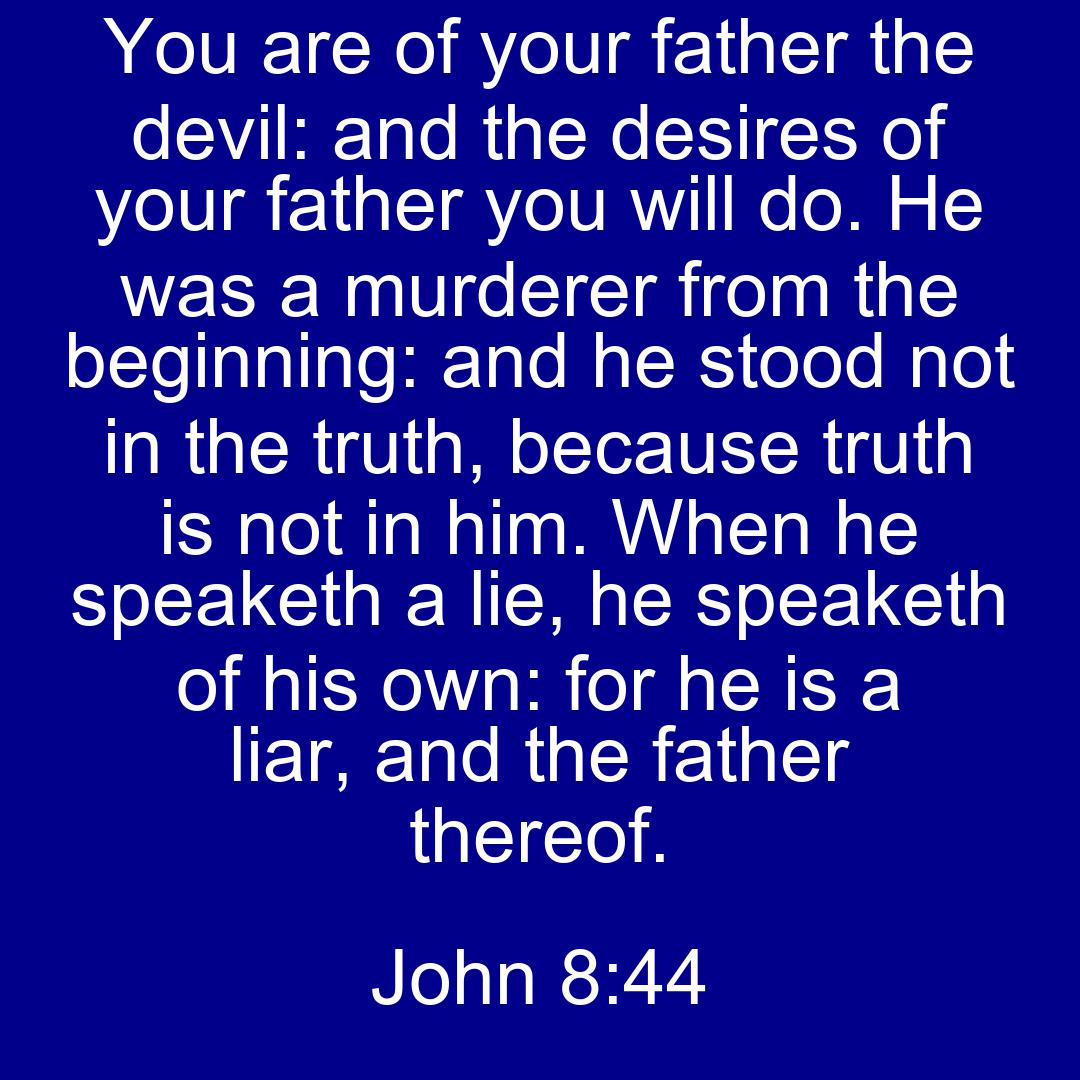 You are of your father the
devil: and the desires of
your father you will do. He
was a murderer from the
beginning: and he stood not
in the truth, because truth
is not in him. When he
speaketh a lie, he speaketh
of his own: for he is a
liar, and the father
thereof.
John 8:44